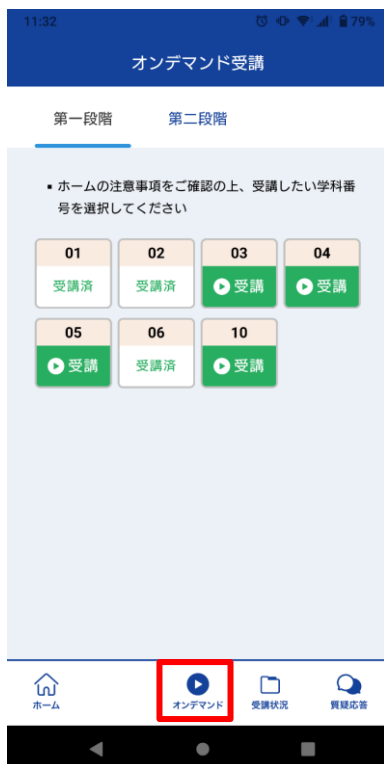 11:32 79%
オンデマンド受講
第一段階 第二段階
▪ ホームの注意事項をご確認の上、受講したい学科番
号を選択してください
01 02 03 04
受講済 受講済 受講 受講
05 06 10
受講 受講済 受講
ホーム オンデマンド 受講状況 質疑応答